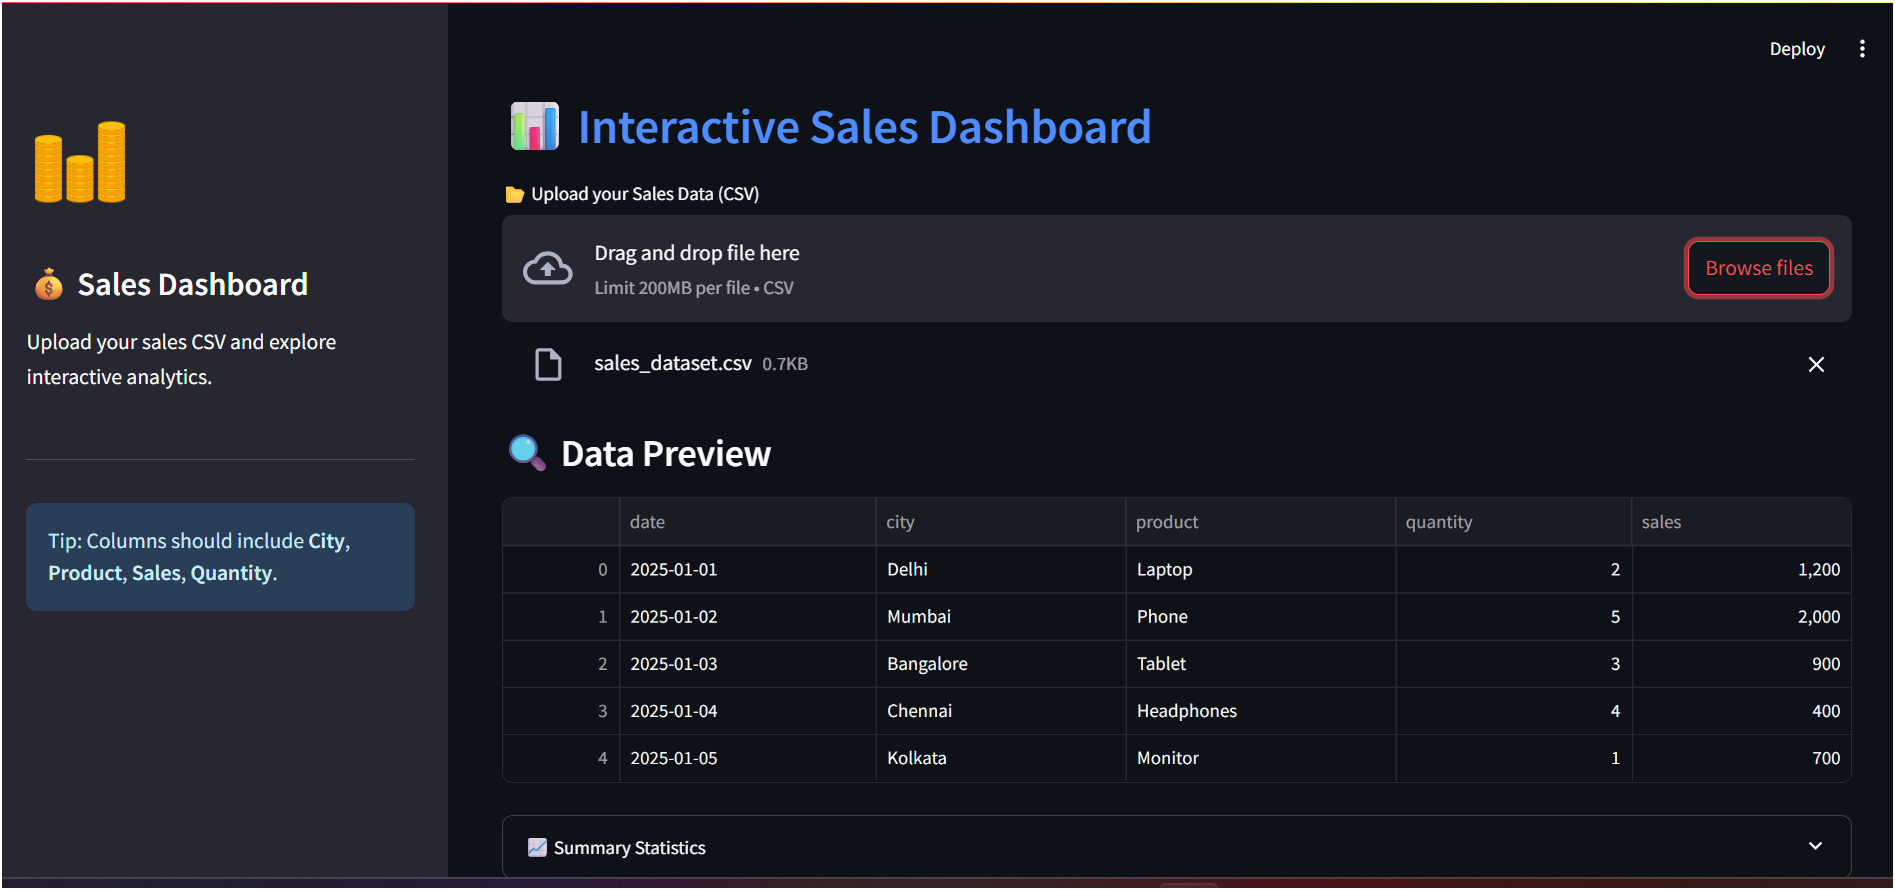 Deploy
Interactive Sales Dashboard
Upload your Sales Data (CSV)
Drag and drop file here
Limit 200MB per file • CSV
Browse files
sales_dataset.csv 0.7KB
Sales Dashboard
Upload your sales CSV and explore
interactive analytics.
Tip: Columns should include City,
Product, Sales, Quantity.
Data Preview
date city product quantity sales
0 2025-01-01 Delhi Laptop 2 1,200
1 2025-01-02 Mumbai Phone 5 2,000
2 2025-01-03 Bangalore Tablet 3 900
3 2025-01-04 Chennai Headphones 4 400
4 2025-01-05 Kolkata Monitor 1 700
Summary Statistics